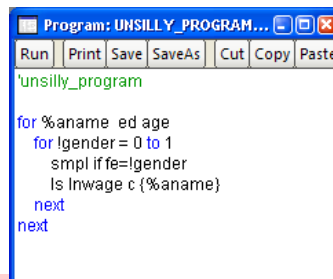 Program: UNSILLY_PROGRAM...
Run Print Save SaveAs Cut Copy Paste
'unsilly_program
for %aname ed age
for !gender = 0 to 1
smpl if fe=!gender
ls lnwage c {%aname}
next
next